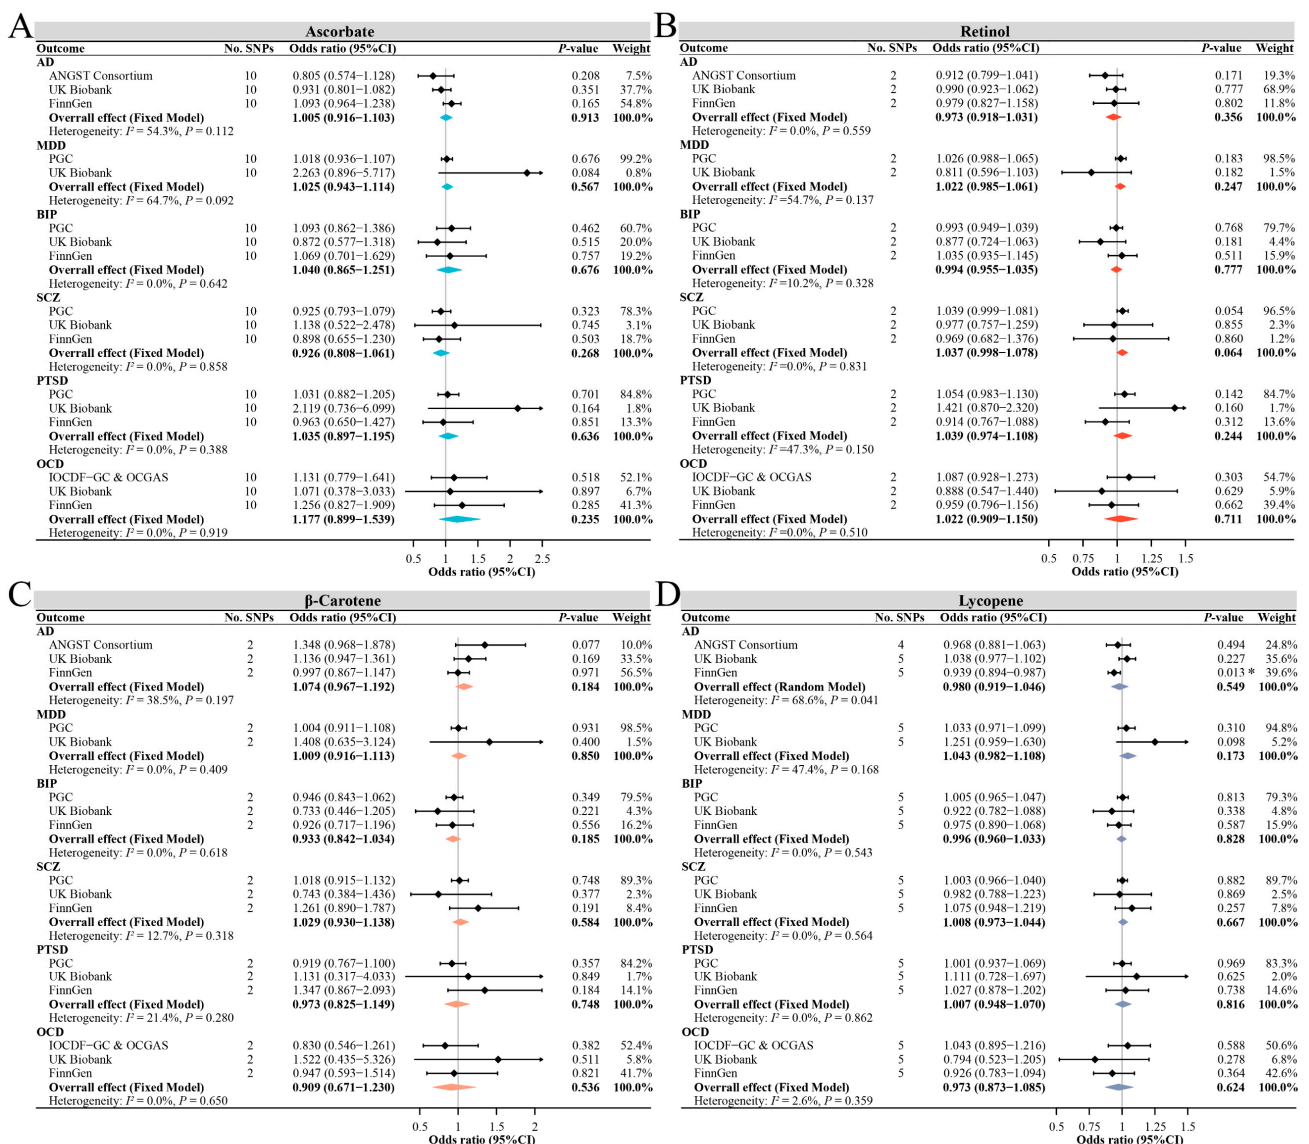 A
Ascorbate
Outcome No. SNPs Odds ratio (95%CI) P-value Weight
AD
ANGST Consortium 10 0.805 (0.574−1.128) 0.208 7.5%
UK Biobank 10 0.931 (0.801−1.082) 0.351 37.7%
FinnGen 10 1.093 (0.964−1.238) 0.165 54.8%
Overrall effect (Fixed Model) 1.005 (0.916−1.103) 0.913 100.0%
Heterogeneity: I² = 54.3%, P = 0.112
MDD
PGC 10 1.018 (0.936−1.107) 0.676 99.2%
UK Biobank 10 2.263 (0.896−5.717) 0.084 0.8%
Overrall effect (Fixed Model) 1.025 (0.943−1.114) 0.567 100.0%
Heterogeneity: I² = 64.7%, P = 0.092
BIP
PGC 10 1.093 (0.862−1.386) 0.462 60.7%
UK Biobank 10 0.872 (0.577−1.318) 0.515 20.0%
FinnGen 10 1.069 (0.701−1.629) 0.757 19.2%
Overrall effect (Fixed Model) 1.040 (0.865−1.251) 0.676 100.0%
Heterogeneity: I² = 0.0%, P = 0.642
SCZ
PGC 10 0.925 (0.793−1.079) 0.323 78.3%
UK Biobank 10 1.138 (0.522−2.478) 0.745 3.1%
FinnGen 10 0.898 (0.655−1.230) 0.503 18.7%
Overrall effect (Fixed Model) 0.926 (0.808−1.061) 0.268 100.0%
Heterogeneity: I² = 0.0%, P = 0.858
PTSD
PGC 10 1.031 (0.882−1.205) 0.701 84.8%
UK Biobank 10 2.119 (0.736−6.099) 0.164 1.8%
FinnGen 10 0.963 (0.650−1.427) 0.851 13.3%
Overrall effect (Fixed Model) 1.035 (0.897−1.195) 0.636 100.0%
Heterogeneity: I² = 0.0%, P = 0.388
OCD
IOCDF−GC & OCGAS 10 1.131 (0.779−1.641) 0.518 52.1%
UK Biobank 10 1.071 (0.378−3.033) 0.897 6.7%
FinnGen 10 1.256 (0.827−1.909) 0.285 41.3%
Overrall effect (Fixed Model) 1.177 (0.899−1.539) 0.235 100.0%
Heterogeneity: I² = 0.0%, P = 0.919
0.5 1 1.5 2 2.5
Odds ratio (95%CI)
B
Retinol
Outcome No. SNPs Odds ratio (95%CI) P-value Weight
AD
ANGST Consortium 2 0.912 (0.799−1.041) 0.171 19.3%
UK Biobank 2 0.990 (0.923−1.062) 0.777 68.9%
FinnGen 2 0.979 (0.827−1.158) 0.802 11.8%
Overrall effect (Fixed Model) 0.973 (0.918−1.031) 0.356 100.0%
Heterogeneity: I² = 0.0%, P = 0.559
MDD
PGC 2 1.026 (0.988−1.065) 0.183 98.5%
UK Biobank 2 0.811 (0.596−1.103) 0.182 1.5%
Overrall effect (Fixed Model) 1.022 (0.985−1.061) 0.247 100.0%
Heterogeneity: I² =54.7%, P = 0.137
BIP
PGC 2 0.993 (0.949−1.039) 0.768 79.7%
UK Biobank 2 0.877 (0.724−1.063) 0.181 4.4%
FinnGen 2 1.035 (0.935−1.145) 0.511 15.9%
Overrall effect (Fixed Model) 0.994 (0.955−1.035) 0.777 100.0%
Heterogeneity: I² =10.2%, P = 0.328
SCZ
PGC 2 1.039 (0.999−1.081) 0.054 96.5%
UK Biobank 2 0.977 (0.757−1.259) 0.855 2.3%
FinnGen 2 0.969 (0.682−1.376) 0.860 1.2%
Overrall effect (Fixed Model) 1.037 (0.998−1.078) 0.064 100.0%
Heterogeneity: I² =0.0%, P = 0.831
PTSD
PGC 2 1.054 (0.983−1.130) 0.142 84.7%
UK Biobank 2 1.421 (0.870−2.320) 0.160 1.7%
FinnGen 2 0.914 (0.767−1.088) 0.312 13.6%
Overrall effect (Fixed Model) 1.039 (0.974−1.108) 0.244 100.0%
Heterogeneity: I² =47.3%, P = 0.150
OCD
IOCDF−GC & OCGAS 2 1.087 (0.928−1.273) 0.303 54.7%
UK Biobank 2 0.888 (0.547−1.440) 0.629 5.9%
FinnGen 2 0.959 (0.796−1.156) 0.662 39.4%
Overrall effect (Fixed Model) 1.022 (0.909−1.150) 0.711 100.0%
Heterogeneity: I² =0.0%, P = 0.510
0.5 0.75 1 1.25 1.5
Odds ratio (95%CI)
C
β-Carotene
Outcome No. SNPs Odds ratio (95%CI) P-value Weight
AD
ANGST Consortium 2 1.348 (0.968−1.878) 0.077 10.0%
UK Biobank 2 1.136 (0.947−1.361) 0.169 33.5%
FinnGen 2 0.997 (0.867−1.147) 0.971 56.5%
Overrall effect (Fixed Model) 1.074 (0.967−1.192) 0.184 100.0%
Heterogeneity: I² = 38.5%, P = 0.197
MDD
PGC 2 1.004 (0.911−1.108) 0.931 98.5%
UK Biobank 2 1.408 (0.635−3.124) 0.400 1.5%
Overall effect (Fixed Model) 1.009 (0.916−1.113) 0.850 100.0%
Heterogeneity: I² = 0.0%, P = 0.409
BIP
PGC 2 0.946 (0.843−1.062) 0.349 79.5%
UK Biobank 2 0.733 (0.446−1.205) 0.221 4.3%
FinnGen 2 0.926 (0.717−1.196) 0.556 16.2%
Overall effect (Fixed Model) 0.933 (0.842−1.034) 0.185 100.0%
Heterogeneity: I² = 0.0%, P = 0.618
SCZ
PGC 2 1.018 (0.915−1.132) 0.748 89.3%
UK Biobank 2 0.743 (0.384−1.436) 0.377 2.3%
FinnGen 2 1.261 (0.890−1.787) 0.191 8.4%
Overall effect (Fixed Model) 1.029 (0.930−1.138) 0.584 100.0%
Heterogeneity: I² = 12.7%, P = 0.318
PTSD
PGC 2 0.919 (0.767−1.100) 0.357 84.2%
UK Biobank 2 1.131 (0.317−4.033) 0.849 1.7%
FinnGen 2 1.347 (0.867−2.093) 0.184 14.1%
Overall effect (Fixed Model) 0.973 (0.825−1.149) 0.748 100.0%
Heterogeneity: I² = 21.4%, P = 0.280
OCD
IOCDF−GC & OCGAS 2 0.830 (0.546−1.261) 0.382 52.4%
UK Biobank 2 1.522 (0.435−5.326) 0.511 5.8%
FinnGen 2 0.947 (0.593−1.514) 0.821 41.7%
Overall effect (Fixed Model) 0.909 (0.671−1.230) 0.536 100.0%
Heterogeneity: I² = 0.0%, P = 0.650
0.5 1 1.5 2
Odds ratio (95%CI)
D
Lycopene
Outcome No. SNPs Odds ratio (95%CI) P-value Weight
AD
ANGST Consortium 4 0.968 (0.881−1.063) 0.494 24.8%
UK Biobank 5 1.038 (0.977−1.102) 0.227 35.6%
FinnGen 5 0.939 (0.894−0.987) 0.013 * 39.6%
Overall effect (Random Model) 0.980 (0.919−1.046) 0.549 100.0%
Heterogeneity: I² = 68.6%, P = 0.041
MDD
PGC 5 1.033 (0.971−1.099) 0.310 94.8%
UK Biobank 5 1.251 (0.959−1.630) 0.098 5.2%
Overall effect (Fixed Model) 1.043 (0.982−1.108) 0.173 100.0%
Heterogeneity: I² = 47.4%, P = 0.168
BIP
PGC 5 1.005 (0.965−1.047) 0.813 79.3%
UK Biobank 5 0.922 (0.782−1.088) 0.338 4.8%
FinnGen 5 0.975 (0.890−1.068) 0.587 15.9%
Overall effect (Fixed Model) 0.996 (0.960−1.033) 0.828 100.0%
Heterogeneity: I² = 0.0%, P = 0.543
SCZ
PGC 5 1.003 (0.966−1.040) 0.882 89.7%
UK Biobank 5 0.982 (0.788−1.223) 0.869 2.5%
FinnGen 5 1.075 (0.948−1.219) 0.257 7.8%
Overall effect (Fixed Model) 1.008 (0.973−1.044) 0.667 100.0%
Heterogeneity: I² = 0.0%, P = 0.564
PTSD
PGC 5 1.001 (0.937−1.069) 0.969 83.3%
UK Biobank 5 1.111 (0.728−1.697) 0.625 2.0%
FinnGen 5 1.027 (0.878−1.202) 0.738 14.6%
Overall effect (Fixed Model) 1.007 (0.948−1.070) 0.816 100.0%
Heterogeneity: I² = 0.0%, P = 0.862
OCD
IOCDF−GC & OCGAS 5 1.043 (0.895−1.216) 0.588 50.6%
UK Biobank 5 0.794 (0.523−1.205) 0.278 6.8%
FinnGen 5 0.926 (0.783−1.094) 0.364 42.6%
Overall effect (Fixed Model) 0.973 (0.873−1.085) 0.624 100.0%
Heterogeneity: I² = 2.6%, P = 0.359
0.5 0.75 1 1.25 1.5
Odds ratio (95%CI)